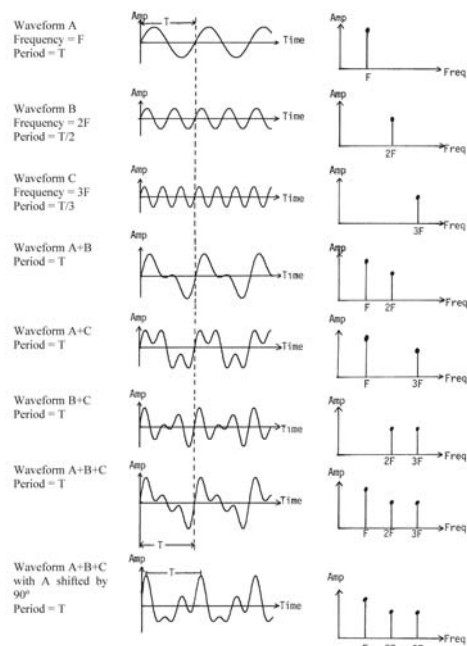 Waveform A
Frequency = F
Period = T
Amp
T
Time
Amp
F
Freq
Waveform B
Frequency = 2F
Period = T/2
Amp
Time
Amp
2F
Freq
Waveform C
Frequency = 3F
Period = T/3
Amp
Time
Amp
3F
Freq
Waveform A+B
Period = T
Amp
Time
Amp
F
2F
Freq
Waveform A+C
Period = T
Amp
Time
Amp
F
3F
Freq
Waveform B+C
Period = T
Amp
Time
Amp
2F
3F
Freq
Waveform A+B+C
Period = T
Amp
Time
T
Amp
F
2F
3F
Freq
Waveform A+B+C
with A shifted by
90º
Period = T
Amp
T
Time
Amp
Freq